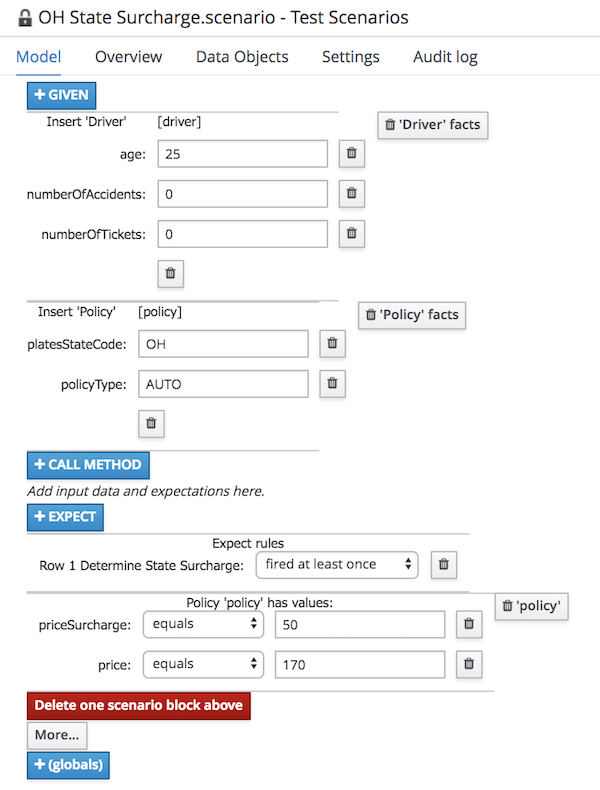 OH State Surcharge.scenario - Test Scenarios
Model Overview Data Objects Settings Audit log
+ GIVEN
Insert 'Driver' [driver] 'Driver' facts
age: 25
numberOfAccidents: 0
numberOfTickets: 0
Insert 'Policy' [policy] 'Policy' facts
platesStateCode: OH
policyType: AUTO
+ CALL METHOD
Add input data and expectations here.
+ EXPECT
Expect rules
Row 1 Determine State Surcharge: fired at least once
Policy 'policy' has values: 'policy'
priceSurcharge: equals 50
price: equals 170
Delete one scenario block above
More...
+ (globals)